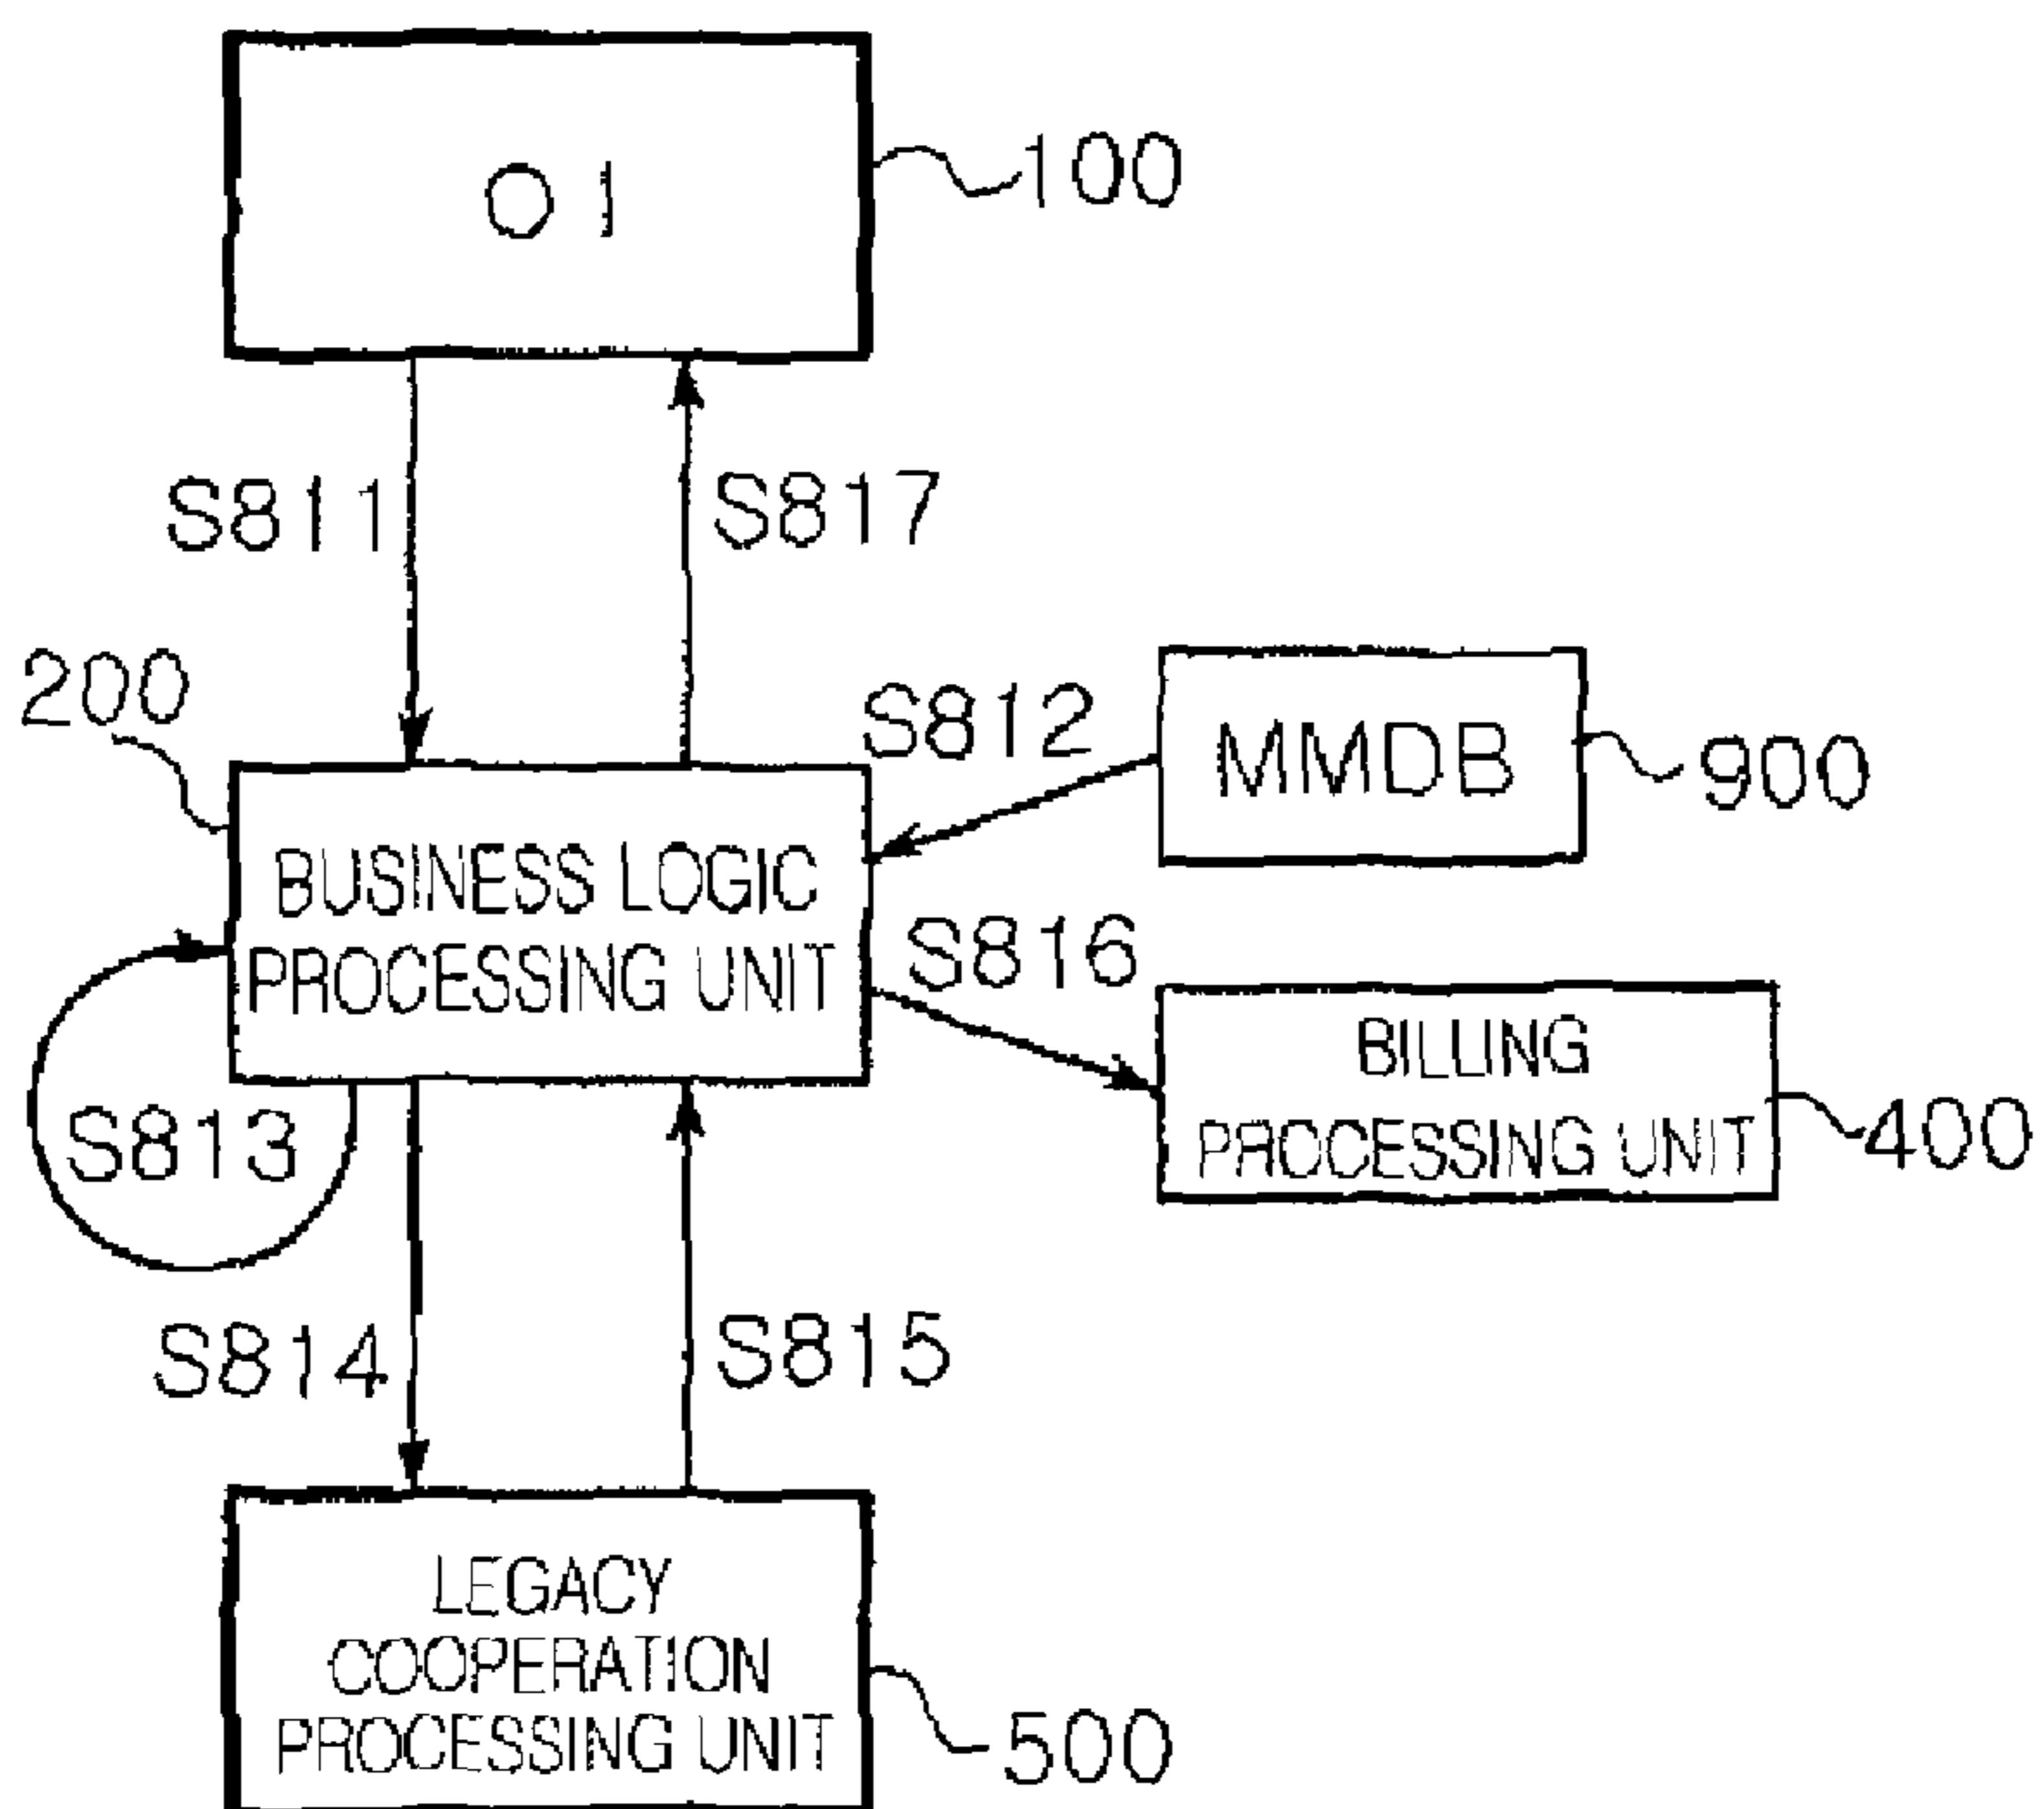 O I
100
S811
S817
200
S812
MMDB
900
BUSINESS LOGIC
PROCESSING UNIT
S816
BILLING
PROCESSING UNIT
400
S813
S814
S815
LEGACY
COOPERATION
PROCESSING UNIT
500